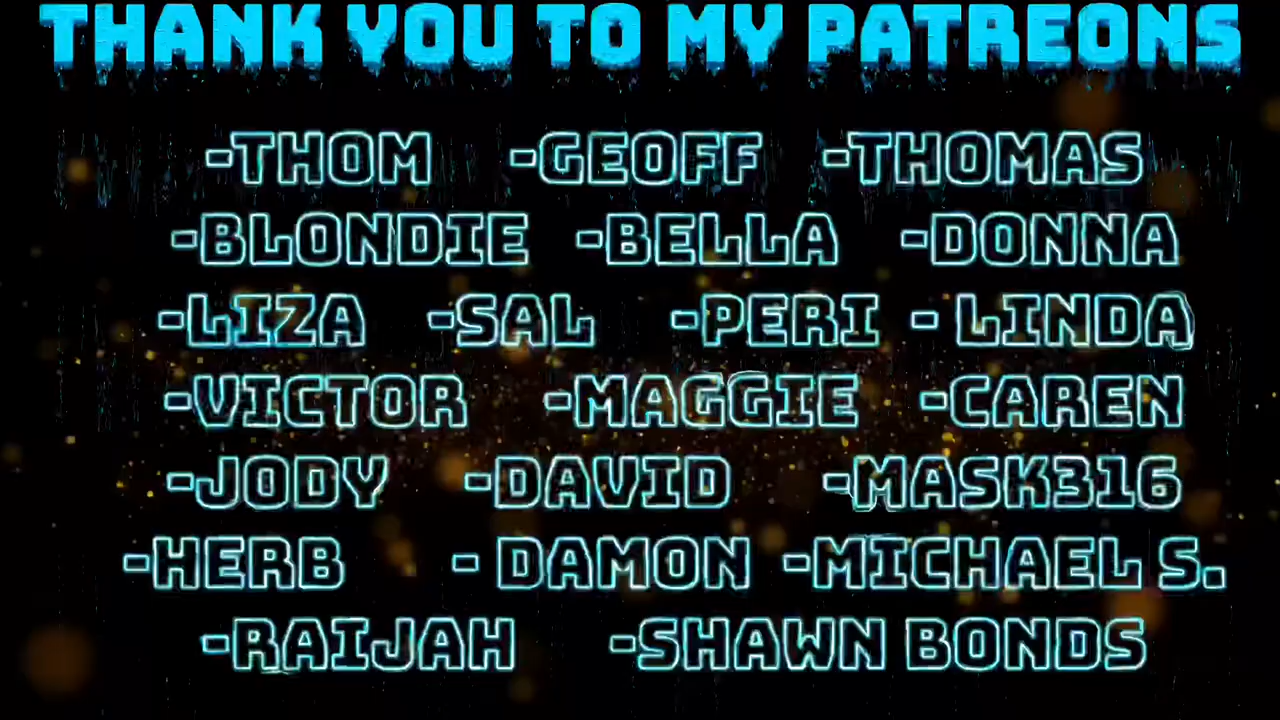 THANK YOU TO MY PATREONS
-THOM -GEOFF -THOMAS
-BLONDIE -BELLA -DONNA
-LIZA -SAL -PERI - LINDA
-VICTOR -MAGGIE -CAREN
-JODY -DAVID -MASK316
-HERB - DAMON -MICHAEL S.
-RAIJAH -SHAWN BONDS